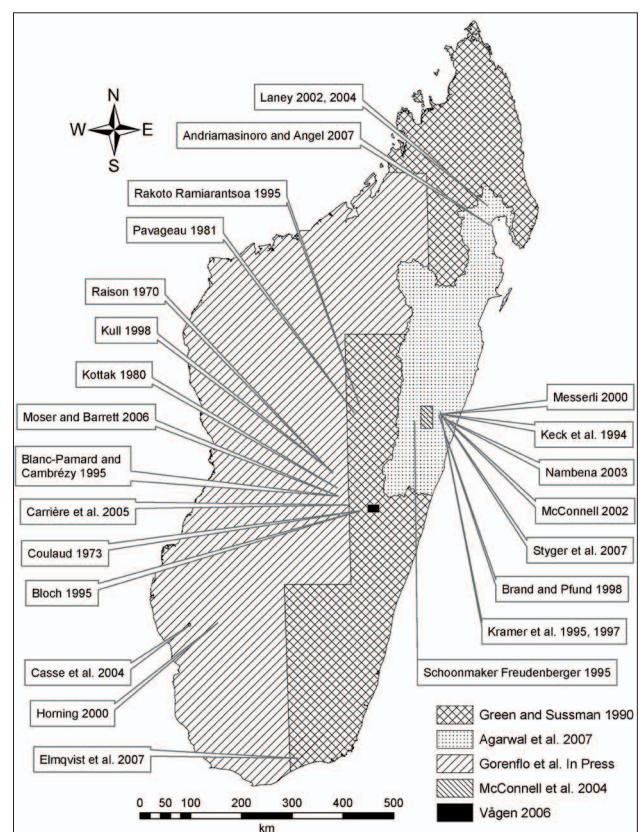 N
W
E
S
Laney 2002, 2004
Andriamasinoro and Angel 2007
Rakoto Ramiarantsoa 1995
Pavageau 1981
Raison 1970
Kull 1998
Kottak 1980
Moser and Barrett 2006
Blanc-Pamard and
Cambrézy 1995
Carrière et al. 2005
Coulaud 1973
Bloch 1995
Casse et al. 2004
Horning 2000
Elmqvist et al. 2007
Messerli 2000
Keck et al. 1994
Nambena 2003
McConnell 2002
Styger et al. 2007
Brand and Pfund 1998
Kramer et al. 1995, 1997
Schoonmaker Freudenberger 1995
Green and Sussman 1990
Agarwal et al. 2007
Gorenflo et al. In Press
McConnell et al. 2004
Vågen 2006
0 50 100 200 300 400 500
km